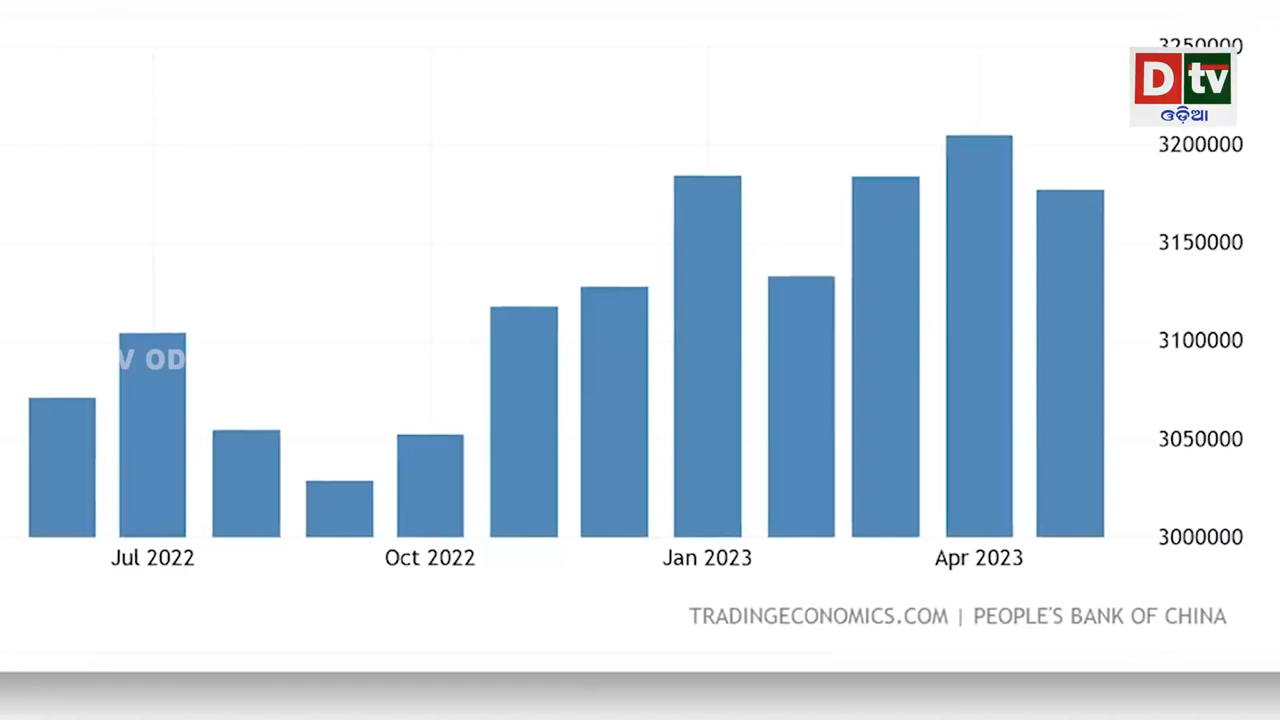 3250000
D tv
ଓଡ଼ିଆ
3200000
3150000
3100000
V OD
3050000
3000000
Jul 2022 Oct 2022 Jan 2023 Apr 2023
TRADINGECONOMICS.COM | PEOPLE'S BANK OF CHINA